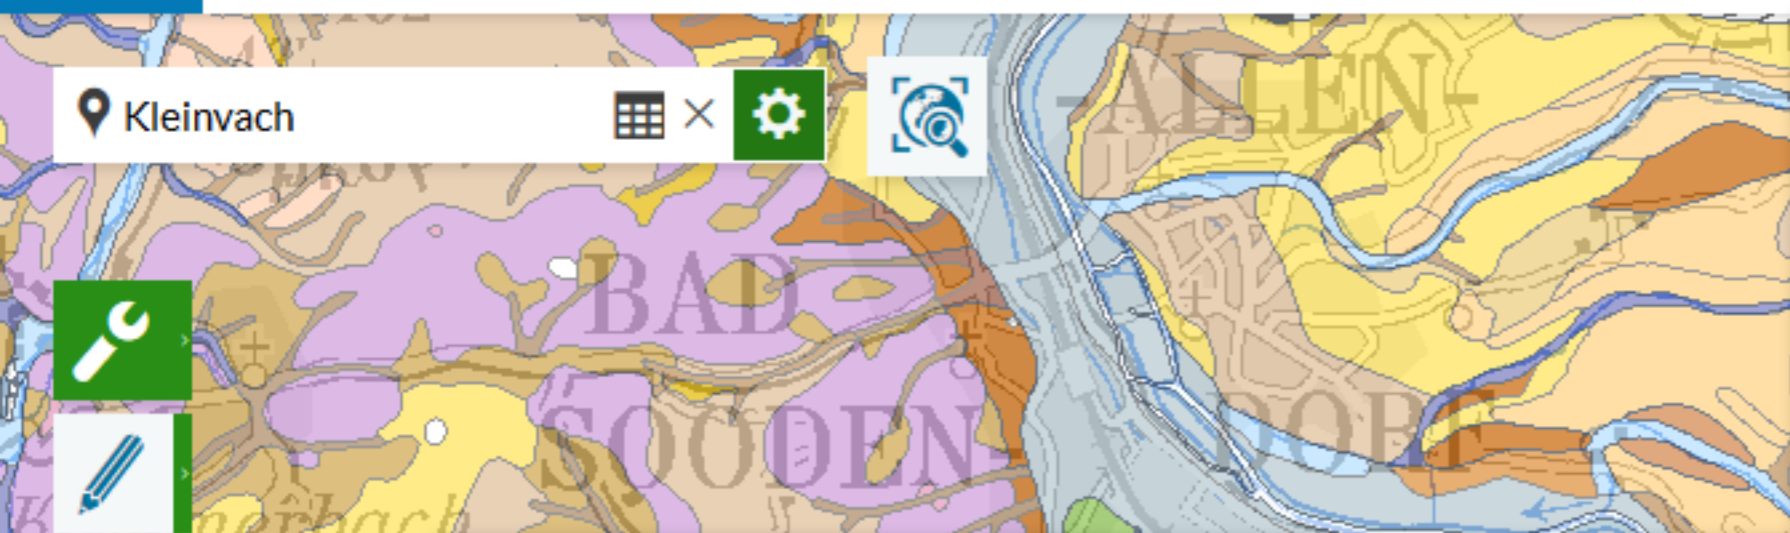 Kleinvach
-ALLEN-
BAD
SOODEN-
DORF